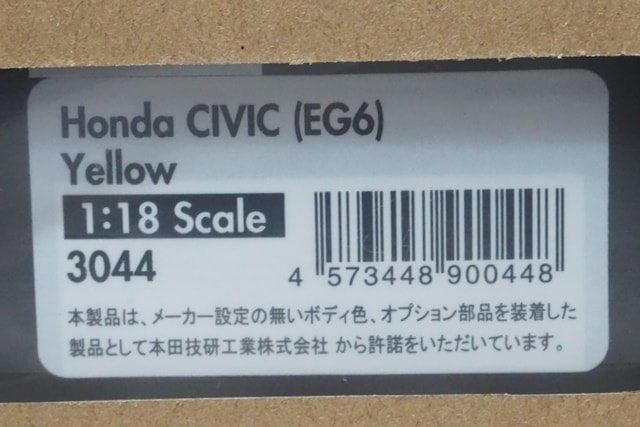 Honda CIVIC (EG6)
Yellow
1:18 Scale
3044
4 573448 900448
本製品は、メーカー設定の無いボディ色、オプション部品を装着した
製品として本田技研工業株式会社 から許諾をいただいています。